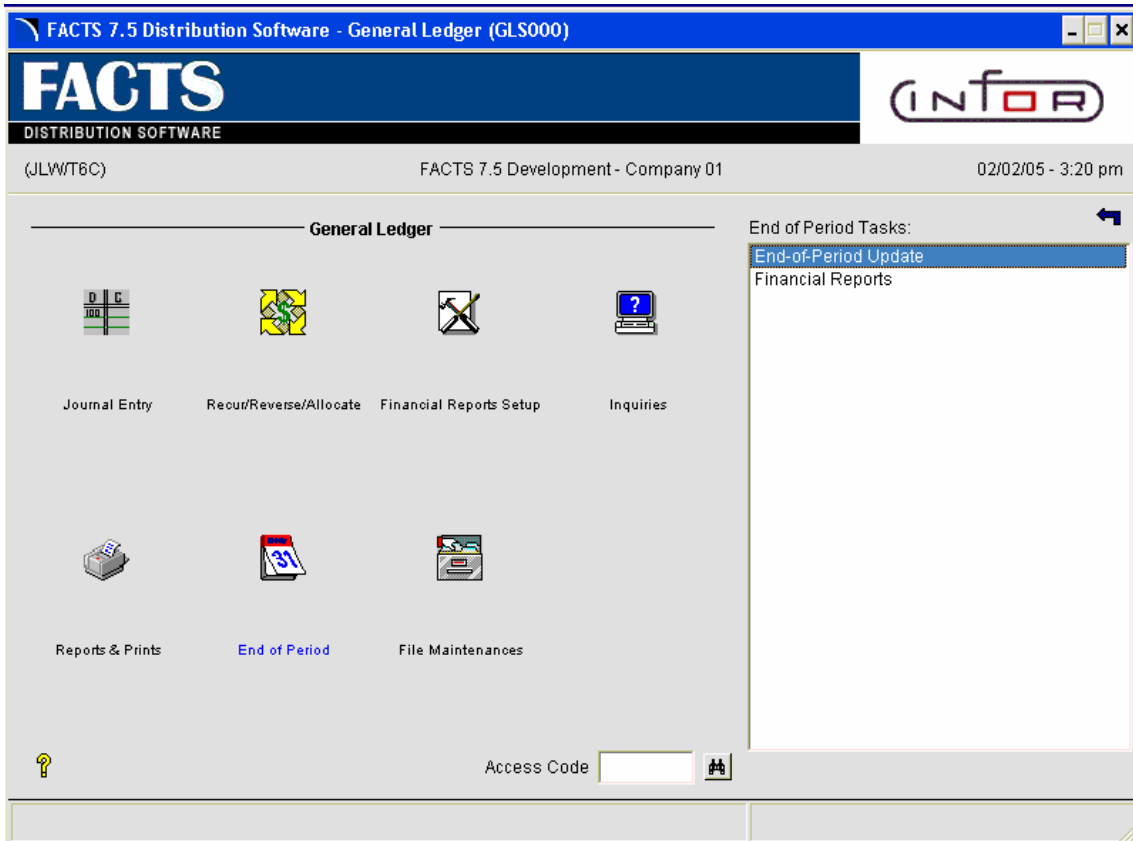 FACTS 7.5 Distribution Software - General Ledger (GLS000)
FACTS
DISTRIBUTION SOFTWARE
infor
(JLW/T6C) FACTS 7.5 Development - Company 01 02/02/05 - 3:20 pm
General Ledger
End of Period Tasks:
End-of-Period Update
Financial Reports
D C
100
$
?
Journal Entry Recur/Reverse/Allocate Financial Reports Setup Inquiries
31
Reports & Prints End of Period File Maintenances
?
Access Code